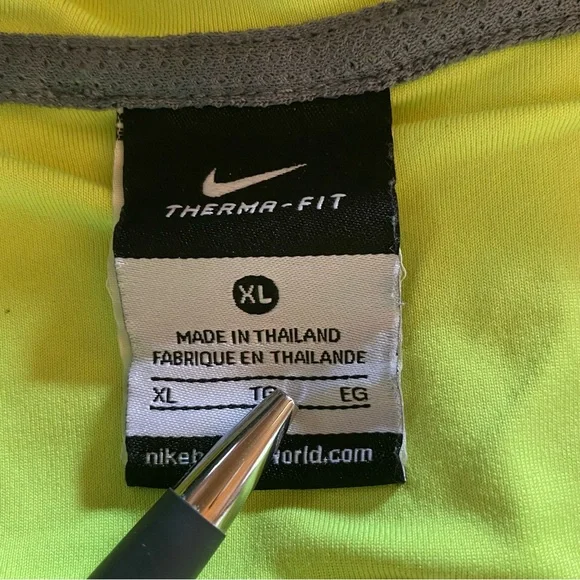 THERMA-FIT
XL
MADE IN THAILAND
FABRIQUE EN THAILANDE
XL TG EG